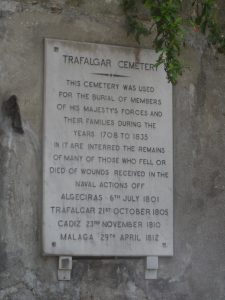 TRAFALGAR CEMETERY
THIS CEMETERY WAS USED
FOR THE BURIAL OF MEMBERS
OF HIS MAJESTY'S FORCES AND
THEIR FAMILIES DURING THE
YEARS 1708 TO 1835
IN IT ARE INTERRED THE REMAINS
OF MANY OF THOSE WHO FELL OR
DIED OF WOUNDS RECEIVED IN THE
NAVAL ACTIONS OFF
ALGECIRAS 6TH JULY 1801
TRAFALGAR 21ST OCTOBER 1805
CADIZ 23RD NOVEMBER 1810
MALAGA 29TH APRIL 1812